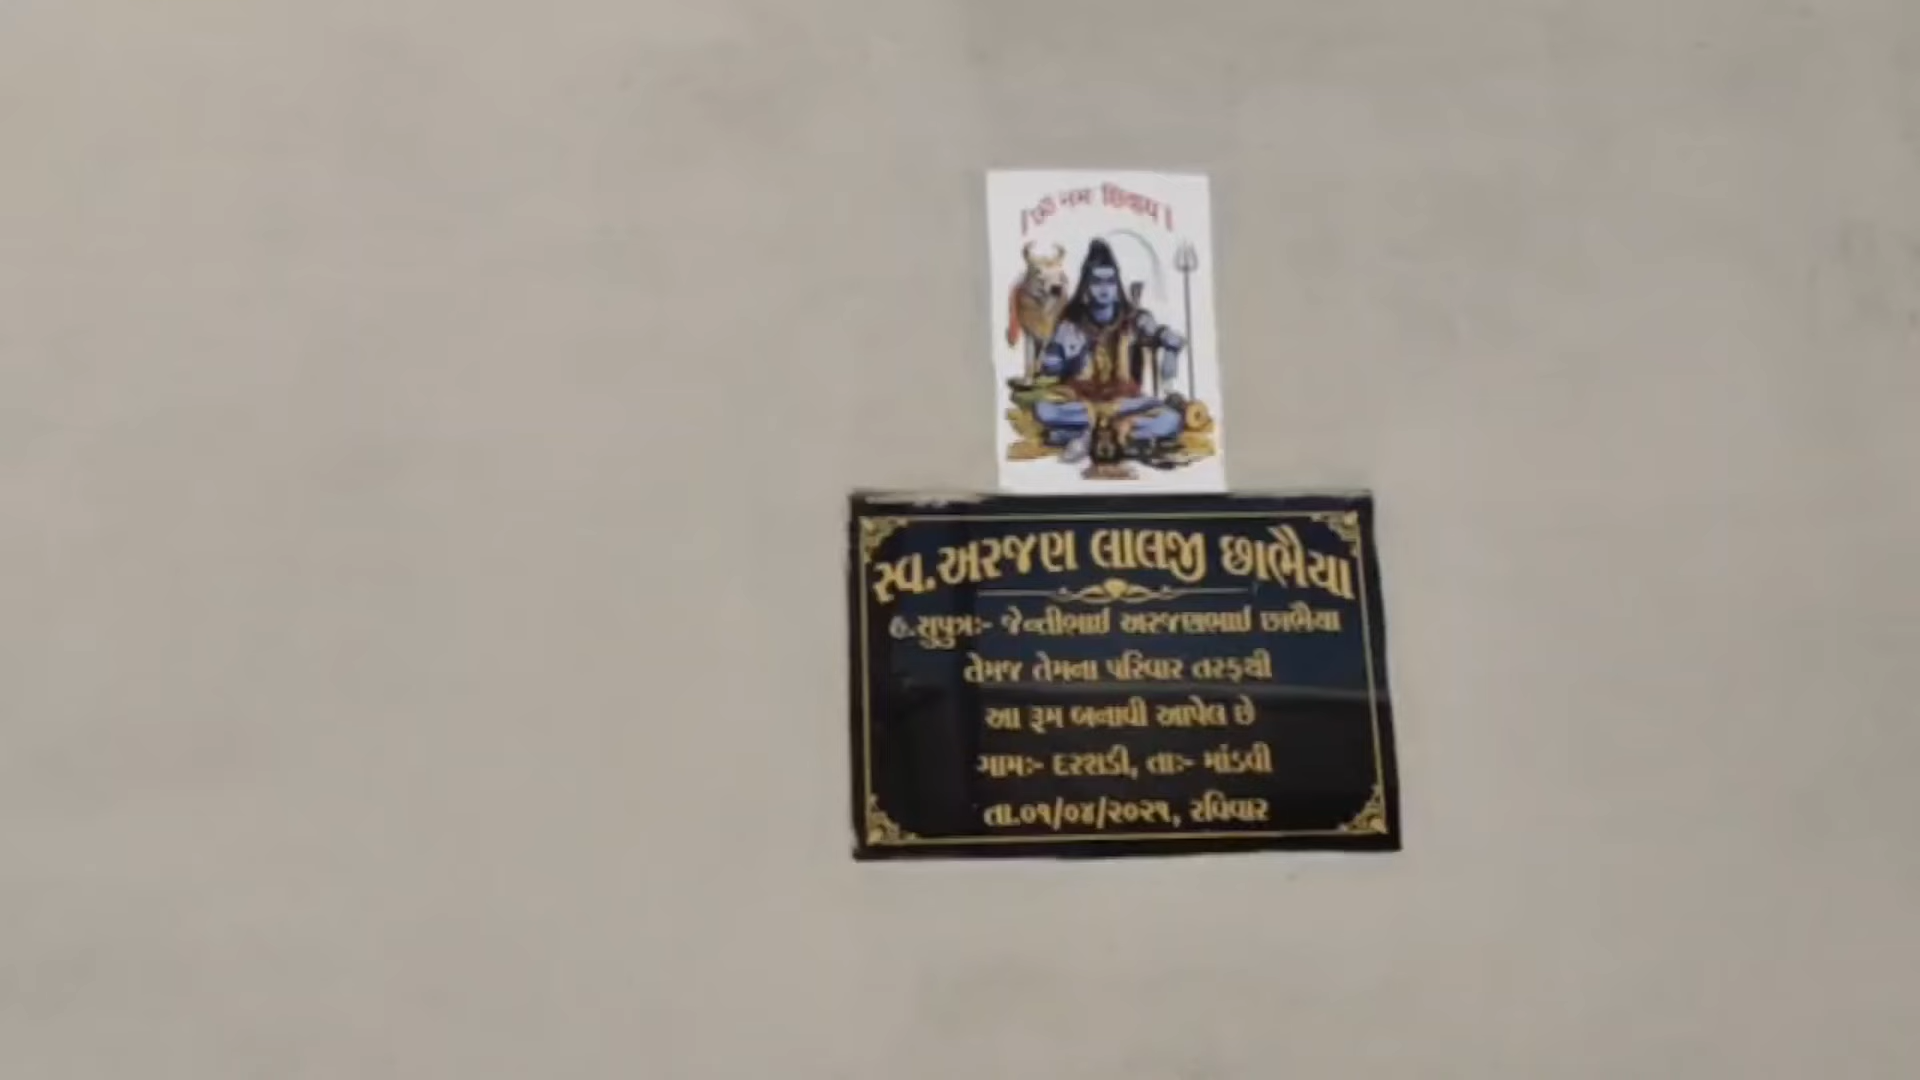 । ॐ नमः शिवाय ।
સ્વ.અરજણ લાલજી છાભૈયા
હ.સુપુત્રઃ- જેન્તીભાઈ અરજણભાઈ છાભૈયા
તેમજ તેમના પરિવાર તરફથી
આ રૂમ બનાવી આપેલ છે
ગામઃ- દરશડી, તાઃ- માંડવી
તા.૦૧/૦૪/૨૦૨૧, રવિવાર